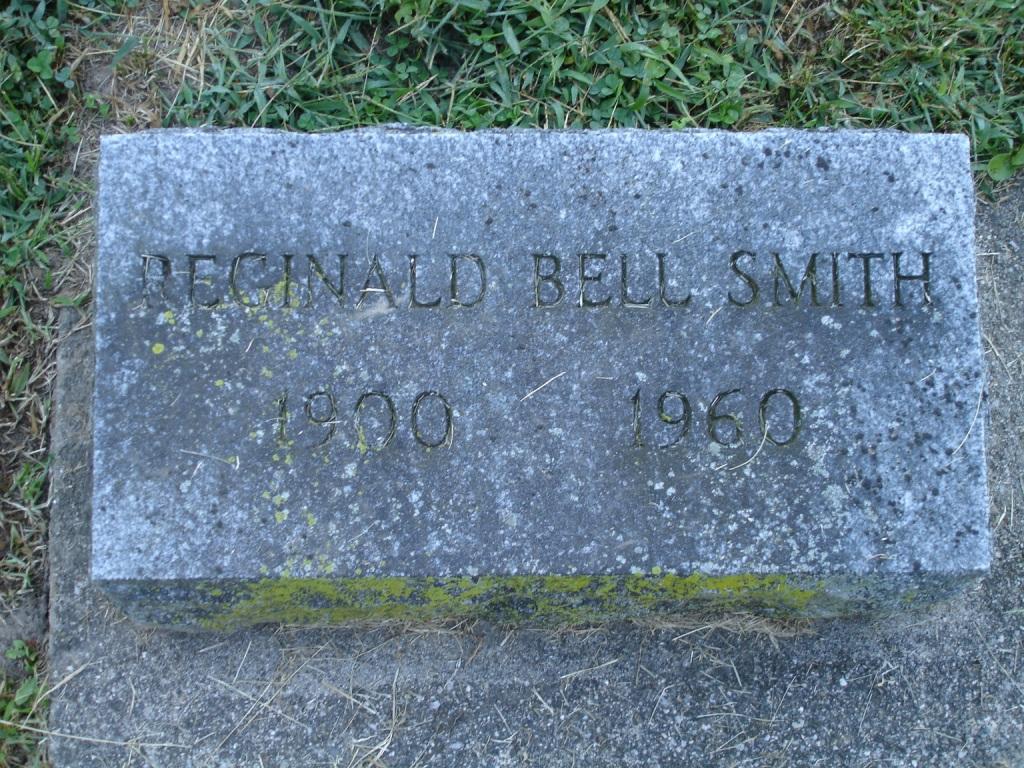 REGINALD BELL SMITH
1900 1960